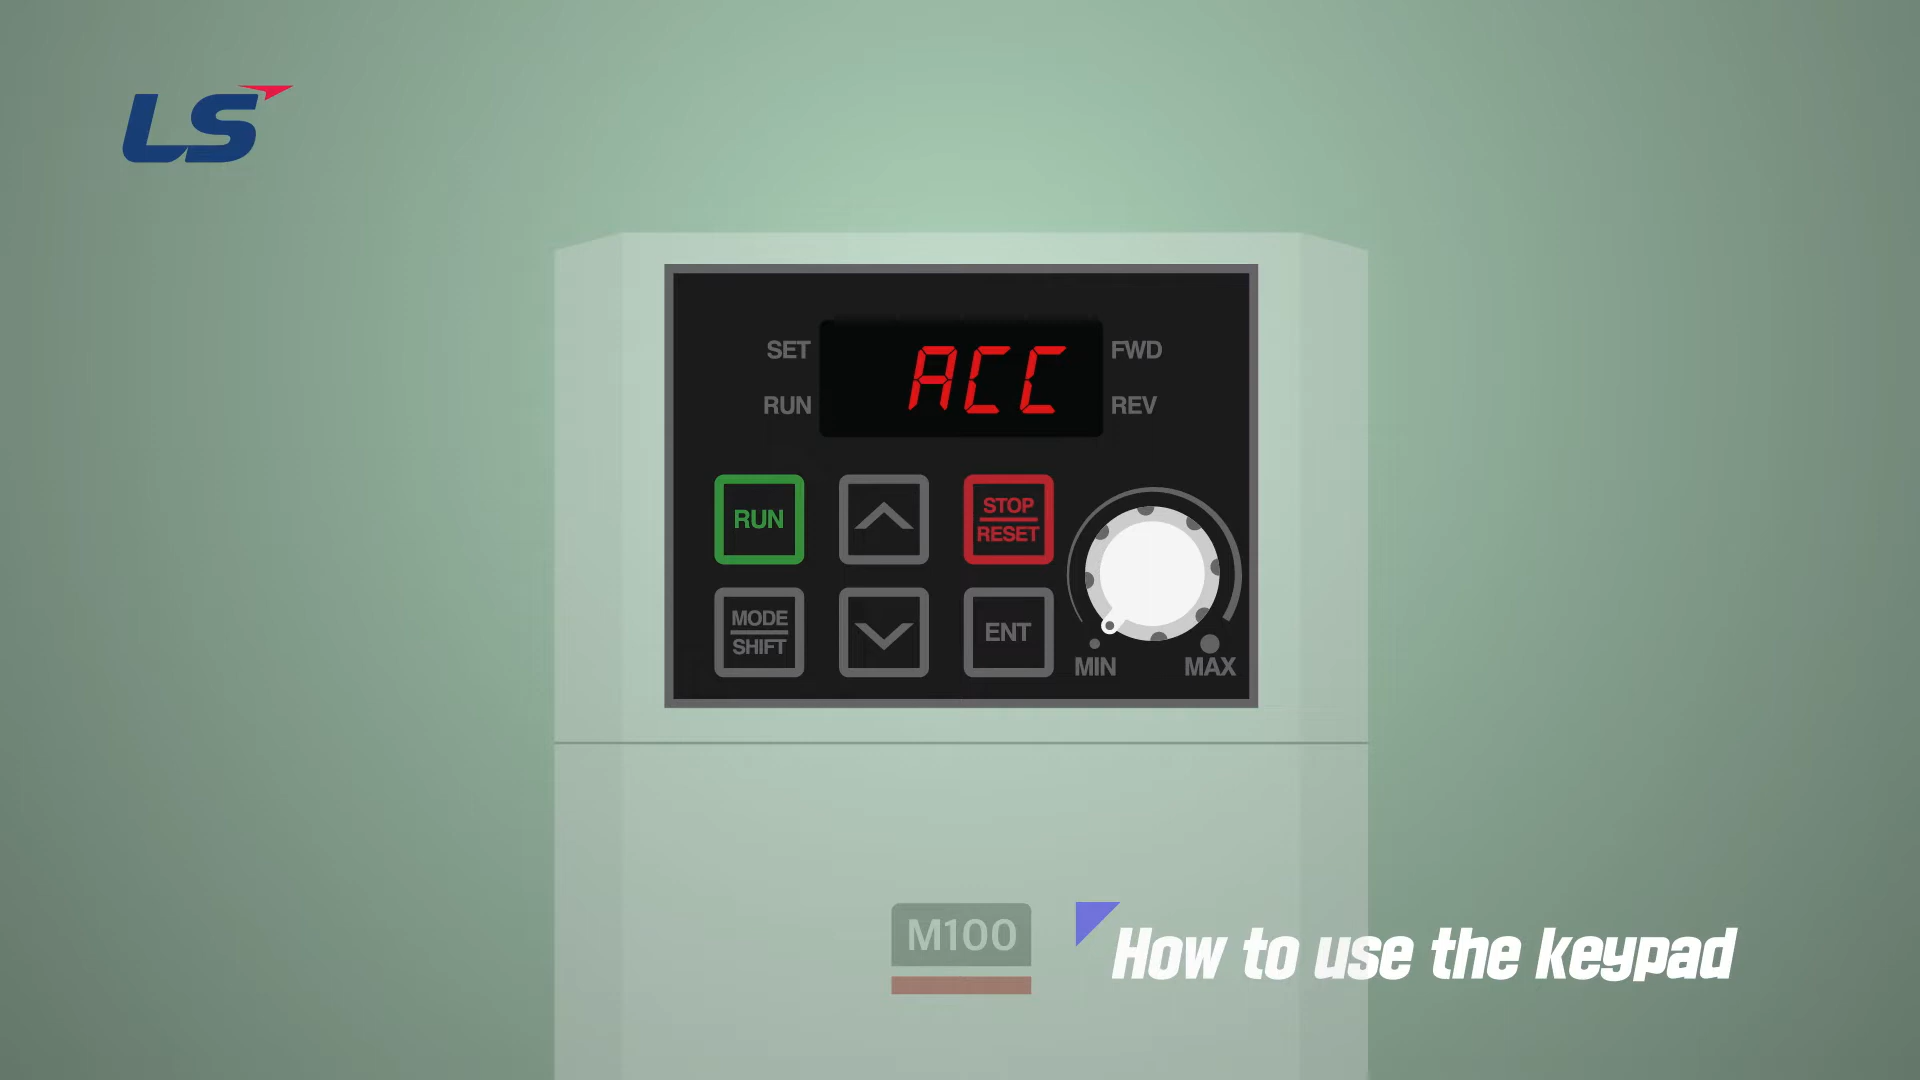 LS
SET
ACC
FWD
RUN
REV
RUN
STOP
RESET
MODE
SHIFT
ENT
MIN
MAX
M100
How to use the keypad